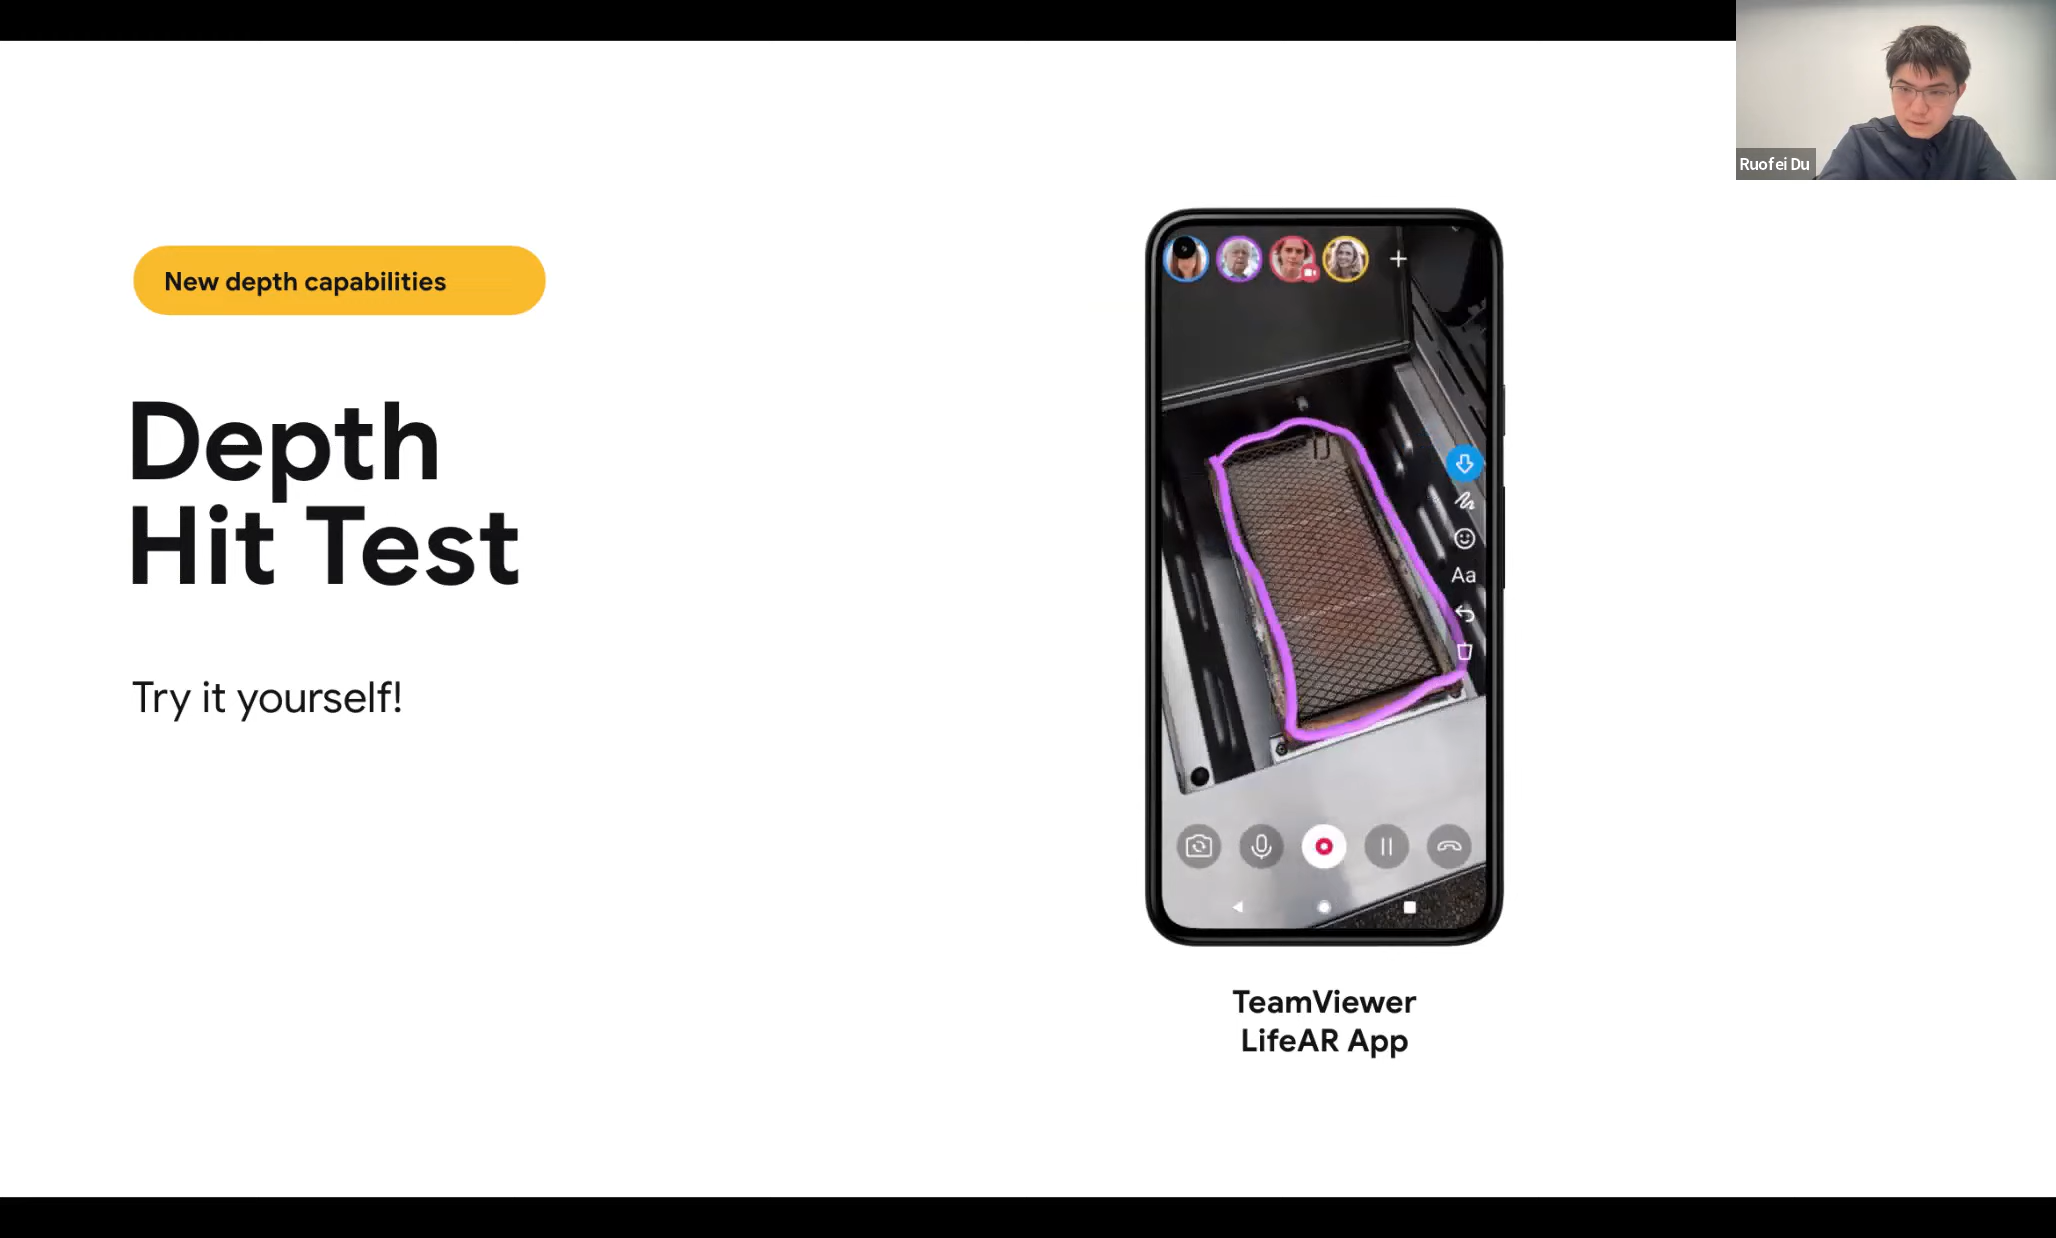 Ruofei Du
New depth capabilities
Depth
Hit Test
Try it yourself!
Aa
TeamViewer
LifeAR App